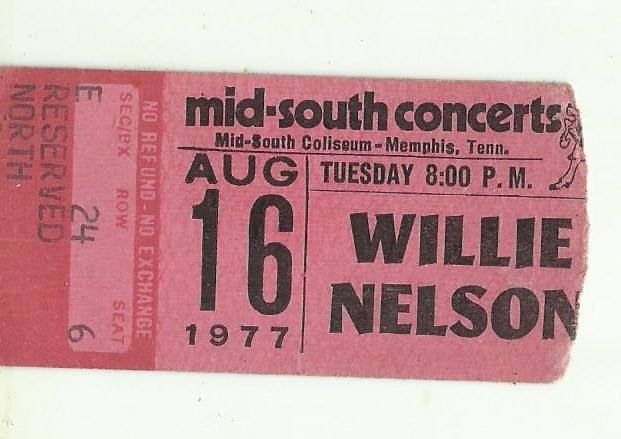 mid-south concerts
Mid-South Coliseum-Memphis, Tenn.
AUG
16
1977
TUESDAY 8:00 P. M.
WILLIE
NELSON
NO REFUND-NO EXCHANGE
SEC/BX ROW SEAT
E 24 6
RESERVED
NORTH